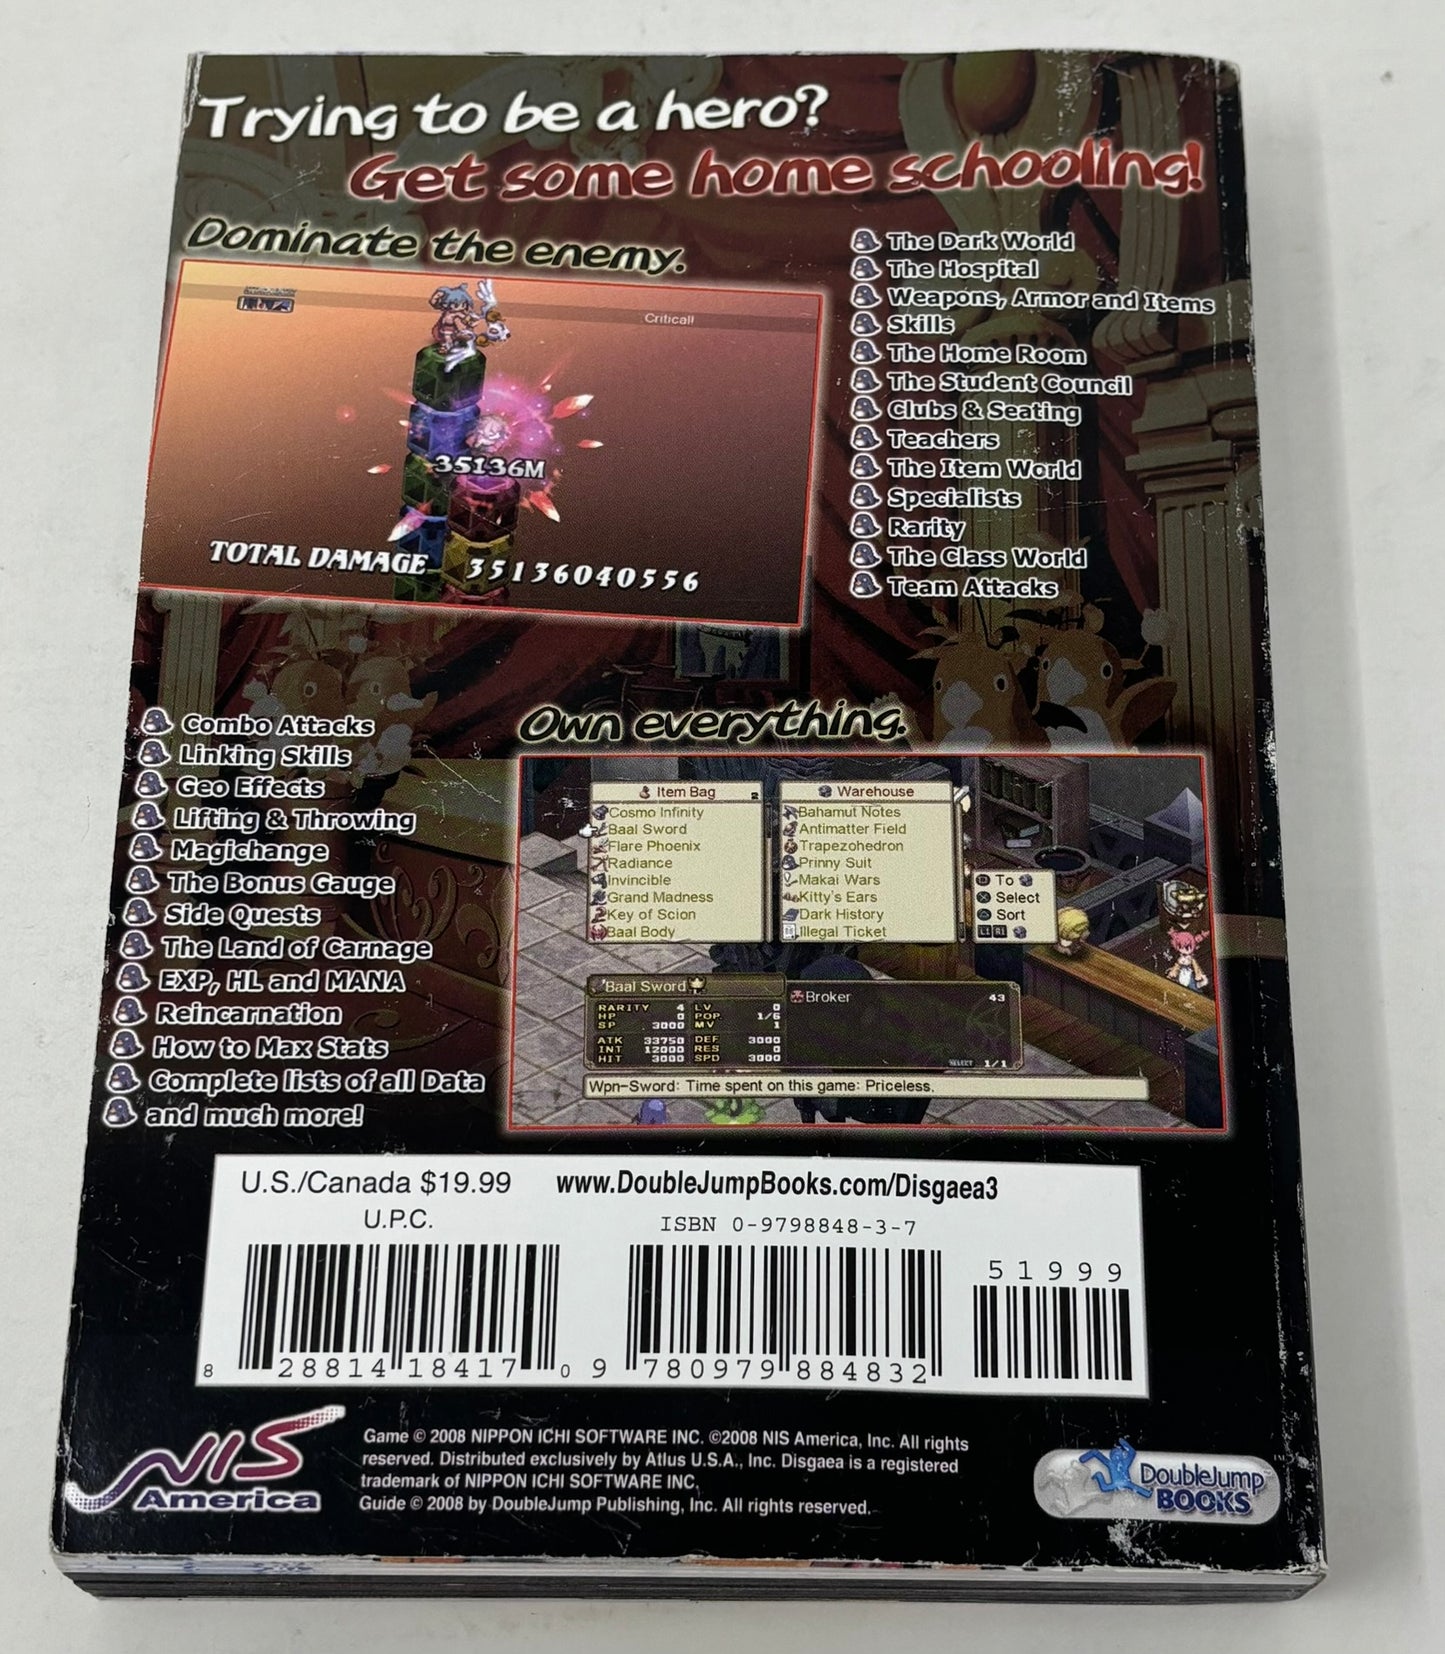 Trying to be a hero?
Get some home schooling!
Dominate the enemy.
Critical!
35136M
TOTAL DAMAGE 35136040556
The Dark World
The Hospital
Weapons, Armor and Items
Skills
The Home Room
The Student Council
Clubs & Seating
Teachers
The Item World
Specialists
Rarity
The Class World
Team Attacks
Combo Attacks
Linking Skills
Geo Effects
Lifting & Throwing
Magichange
The Bonus Gauge
Side Quests
The Land of Carnage
EXP, HL and MANA
Reincarnation
How to Max Stats
Complete lists of all Data
and much more!
Own everything.
Item Bag 2
Cosmo Infinity
Baal Sword
Flare Phoenix
Radiance
Invincible
Grand Madness
Key of Scion
Baal Body
Warehouse
Bahamut Notes
Antimatter Field
Trapezohedron
Prinny Suit
Makai Wars
Kitty's Ears
Dark History
Illegal Ticket
To
Select
Sort
L1 R1
Baal Sword
RARITY 4 LV 0
HP 0 POP 1/6
SP 3000 MV 1
ATK 33750 DEF 3000
INT 12000 RES 0
HIT 3000 SPD 3000
Broker 43
SELECT 1/1
Wpn-Sword: Time spent on this game: Priceless.
U.S./Canada $19.99 www.DoubleJumpBooks.com/Disgaea3
U.P.C. ISBN 0-9798848-3-7
51999
8 28814 18417 0 9 780979 884832
NIS
America
Game © 2008 NIPPON ICHI SOFTWARE INC. ©2008 NIS America, Inc. All rights
reserved. Distributed exclusively by Atlus U.S.A., Inc. Disgaea is a registered
trademark of NIPPON ICHI SOFTWARE INC.
Guide © 2008 by DoubleJump Publishing, Inc. All rights reserved.
DoubleJump™
BOOKS